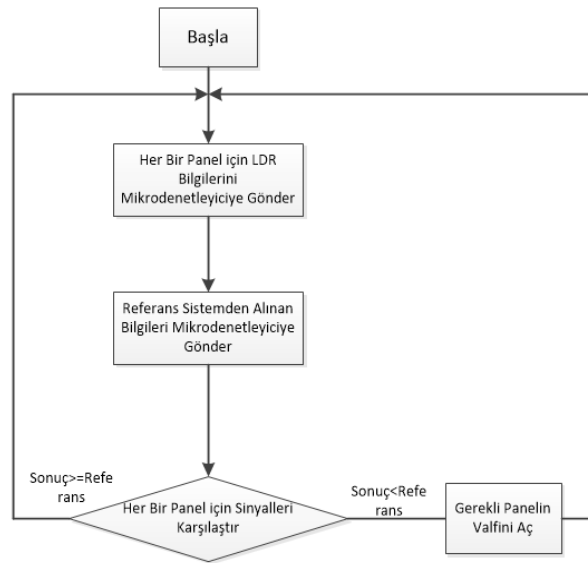 Başla
Her Bir Panel için LDR
Bilgilerini
Mikrodenetleyiciye Gönder
Referans Sistemden Alınan
Bilgileri Mikrodenetleyiciye
Gönder
Sonuç>=Refe
rans
Her Bir Panel için Sinyalleri
Karşılaştır
Sonuç<Refe
rans
Gerekli Panelin
Valfini Aç